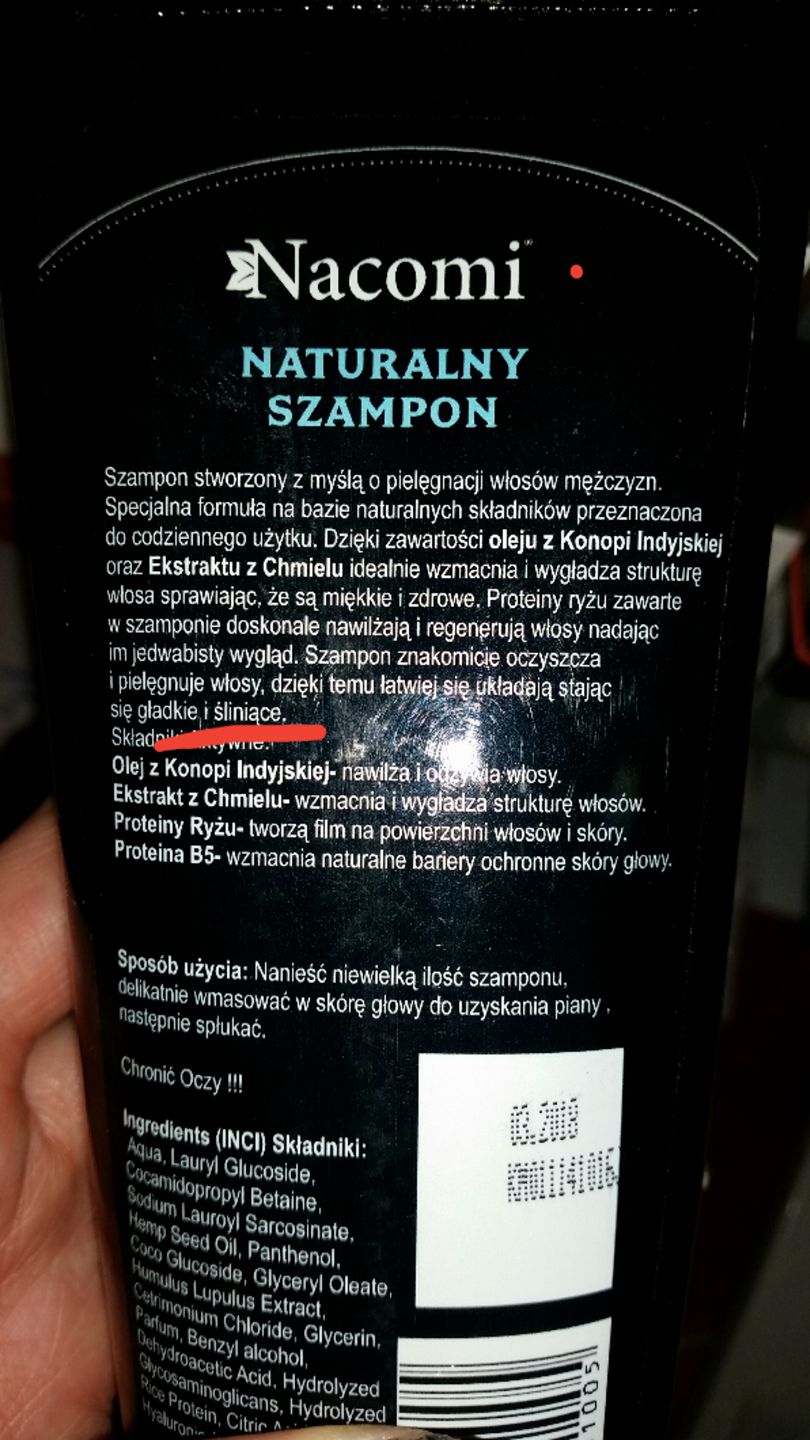 Nacomi
NATURALNY
SZAMPON
Szampon stworzony z myślą o pielęgnacji włosów mężczyzn.
Specjalna formuła na bazie naturalnych składników przeznaczona
do codziennego użytku. Dzięki zawartości oleju z Konopi Indyjskiej
oraz Ekstraktu z Chmielu idealnie wzmacnia i wygładza strukturę
włosa sprawiając, że są miękkie i zdrowe. Proteiny ryżu zawarte
w szamponie doskonale nawilżają i regenerują włosy nadając
im jedwabisty wygląd. Szampon znakomicie oczyszcza
i pielęgnuje włosy, dzięki temu łatwiej się układają stając
się gładkie i śliniące.
Składniki aktywne:
Olej z Konopi Indyjskiej- nawilża i odżywia włosy.
Ekstrakt z Chmielu- wzmacnia i wygładza strukturę włosów.
Proteiny Ryżu- tworzą film na powierzchni włosów i skóry.
Proteina B5- wzmacnia naturalne bariery ochronne skóry głowy.
Sposób użycia: Nanieść niewielką ilość szamponu,
delikatnie wmasować w skórę głowy do uzyskania piany ,
następnie spłukać.
Chronić Oczy !!!
Ingredients (INCI) Składniki:
Aqua, Lauryl Glucoside,
Cocamidopropyl Betaine,
Sodium Lauroyl Sarcosinate,
Hemp Seed Oil, Panthenol,
Coco Glucoside, Glyceryl Oleate,
Humulus Lupulus Extract,
Cetrimonium Chloride, Glycerin,
Parfum, Benzyl alcohol,
Dehydroacetic Acid, Hydrolyzed
Glycosaminoglicans, Hydrolyzed
Rice Protein, Citric
03.2018
1005